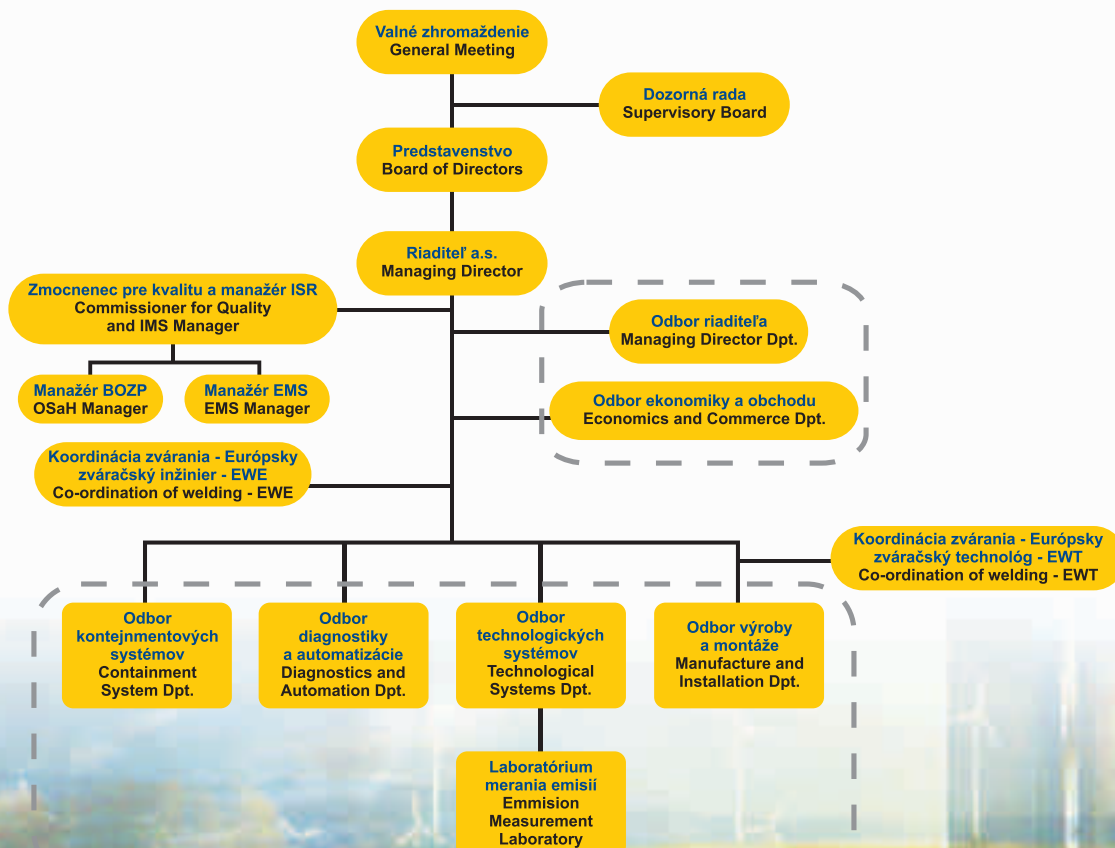 Valné zhromaždenie
General Meeting
Dozorná rada
Supervisory Board
Predstavenstvo
Board of Directors
Riaditeľ a.s.
Managing Director
Zmocnenec pre kvalitu a manažér ISR
Commissioner for Quality
and IMS Manager
Odbor riaditeľa
Managing Director Dpt.
Manažér BOZP
OSaH Manager
Manažér EMS
EMS Manager
Odbor ekonomiky a obchodu
Economics and Commerce Dpt.
Koordinácia zvárania - Európsky
zváračský inžinier - EWE
Co-ordination of welding - EWE
Koordinácia zvárania - Európsky
zváračský technológ - EWT
Co-ordination of welding - EWT
Odbor
kontejnmentových
systémov
Containment
System Dpt.
Odbor
diagnostiky
a automatizácie
Diagnostics and
Automation Dpt.
Odbor
technologických
systémov
Technological
Systems Dpt.
Odbor výroby
a montáže
Manufacture and
Installation Dpt.
Laboratórium
merania emisií
Emmision
Measurement
Laboratory